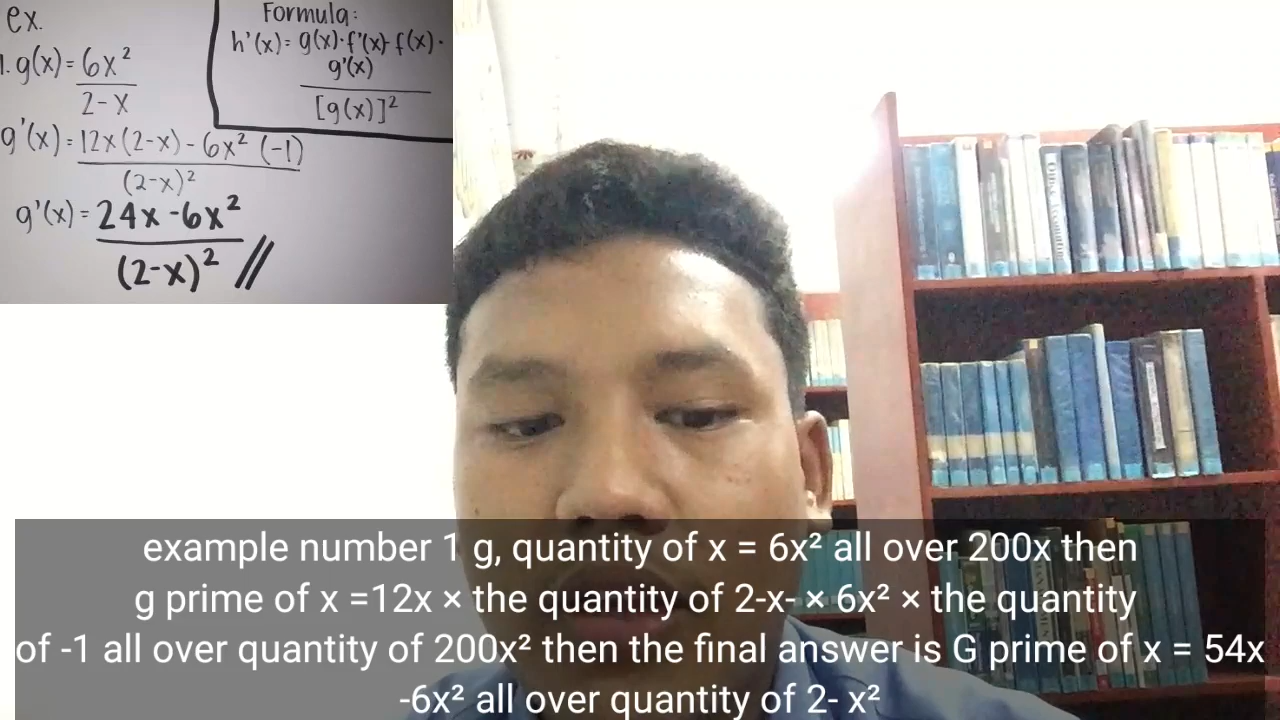 ex.
1. g(x) = 6x²
2-x
g'(x) = 12x (2-x) - 6x² (-1)
(2-x)²
g'(x) = 24x -6x²
(2-x)² //
Formula:
h'(x) = g(x)·f'(x)-f(x)·
g'(x)
[g(x)]²
example number 1 g, quantity of x = 6x² all over 200x then
g prime of x =12x × the quantity of 2-x- × 6x² × the quantity
of -1 all over quantity of 200x² then the final answer is G prime of x = 54x
-6x² all over quantity of 2- x²